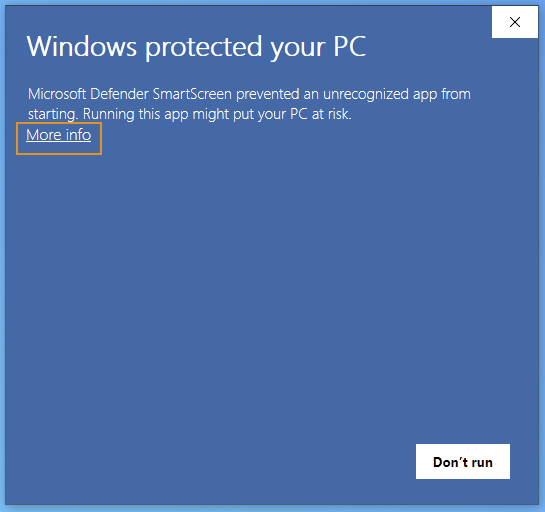 Windows protected your PC
Microsoft Defender SmartScreen prevented an unrecognized app from
starting. Running this app might put your PC at risk.
More info
Don’t run